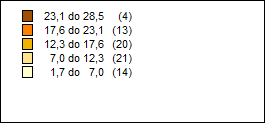 23,1 do 28,5 (4)
17,6 do 23,1 (13)
12,3 do 17,6 (20)
7,0 do 12,3 (21)
1,7 do 7,0 (14)